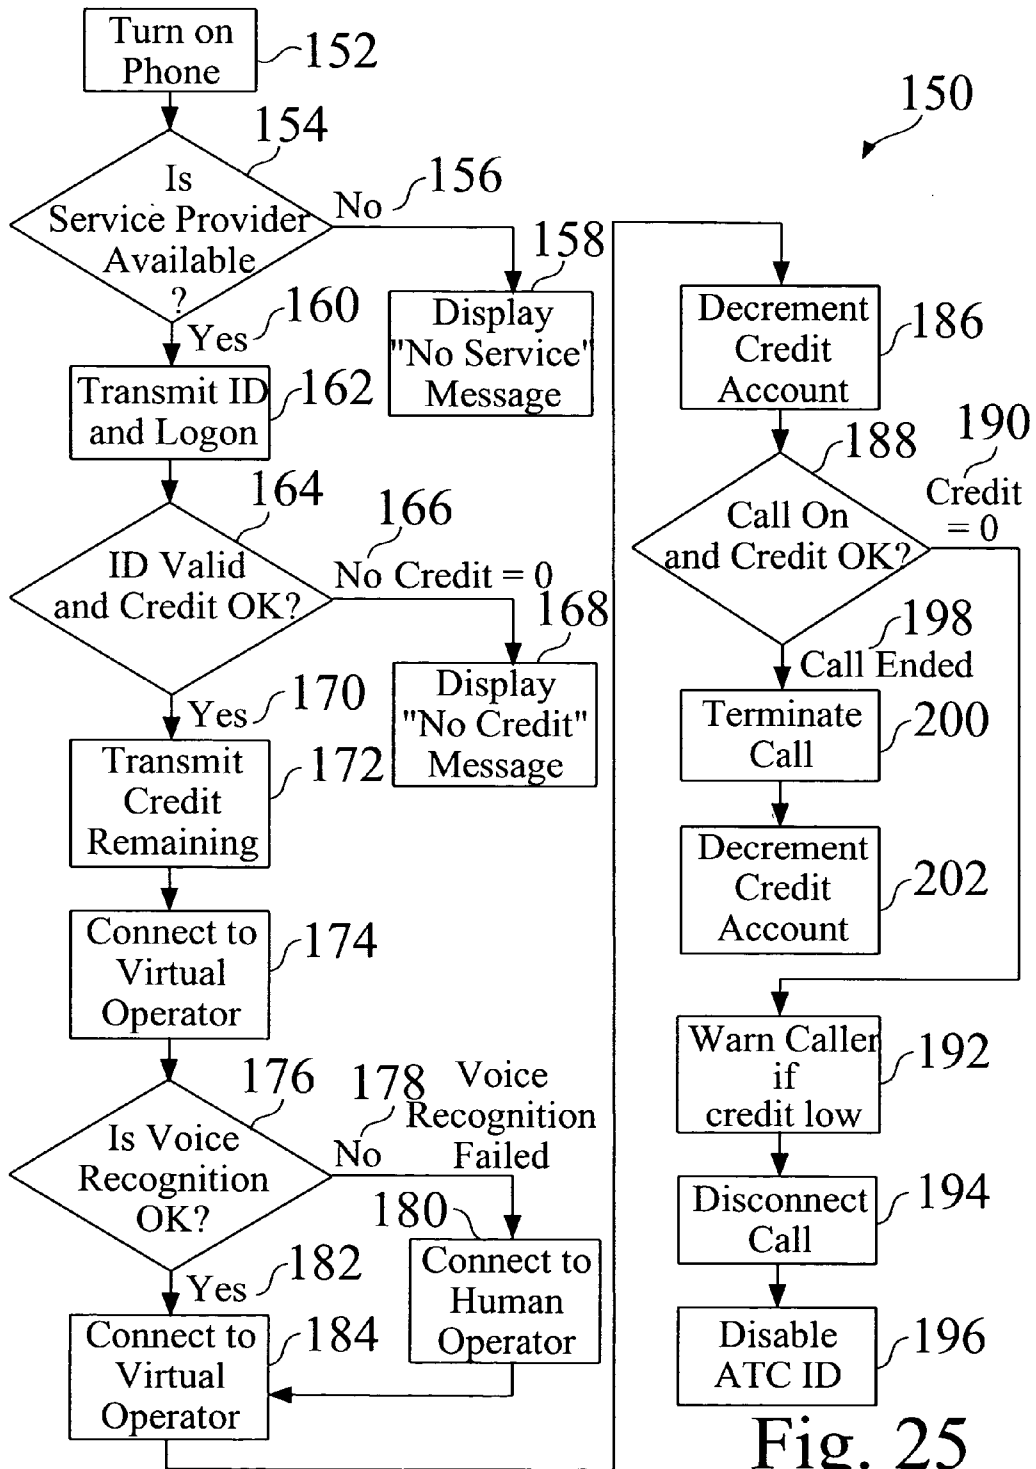 Turn on
Phone
152
150
154
Is
Service Provider
Available
?
No
156
158
Display
"No Service"
Message
Yes
160
Transmit ID
and Logon
162
164
ID Valid
and Credit OK?
166
No Credit = 0
168
Display
"No Credit"
Message
Yes
170
Transmit
Credit
Remaining
172
Connect to
Virtual
Operator
174
176
Is Voice
Recognition
OK?
178
No
Voice
Recognition
Failed
180
Connect to
Human
Operator
Yes
182
Connect to
Virtual
Operator
184
Decrement
Credit
Account
186
188
Call On
and Credit OK?
190
Credit
= 0
198
Call Ended
Terminate
Call
200
Decrement
Credit
Account
202
Warn Caller
if
credit low
192
Disconnect
Call
194
Disable
ATC ID
196
Fig. 25